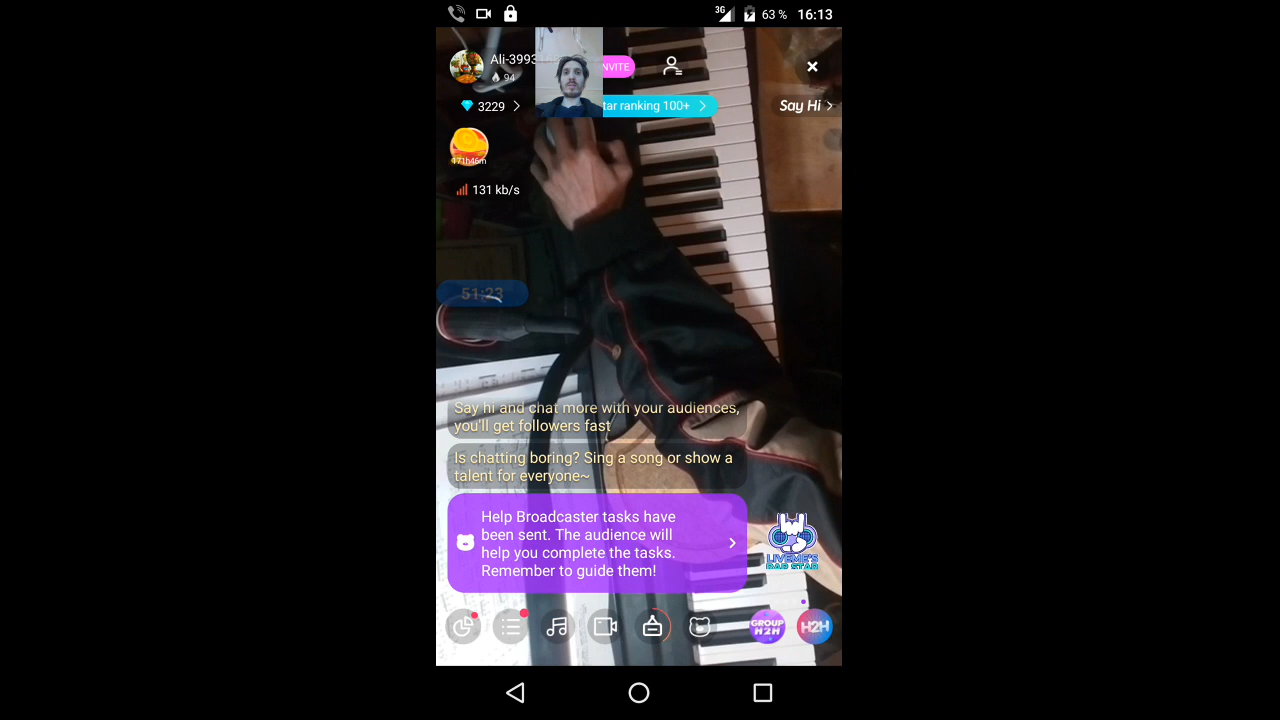 3G 63 % 16:13
Ali-3993
94
NVITE
3229
tar ranking 100+
Say Hi
171h46m
131 kb/s
51:23
Say hi and chat more with your audiences,
you'll get followers fast
Is chatting boring? Sing a song or show a
talent for everyone~
Help Broadcaster tasks have
been sent. The audience will
help you complete the tasks.
Remember to guide them!
LIVEME'S
RAP STAR
GROUP
H2H
H2H